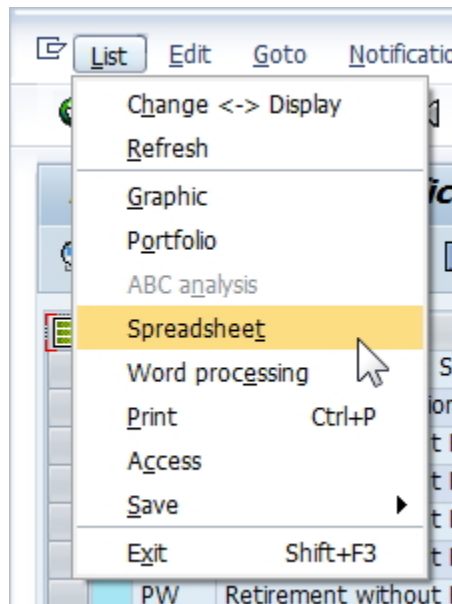 List Edit Goto
Change <-> Display
Refresh
Graphic
Portfolio
ABC analysis
Spreadsheet
Word processing
Print Ctrl+P
Access
Save
Exit Shift+F3
PW Retirement without